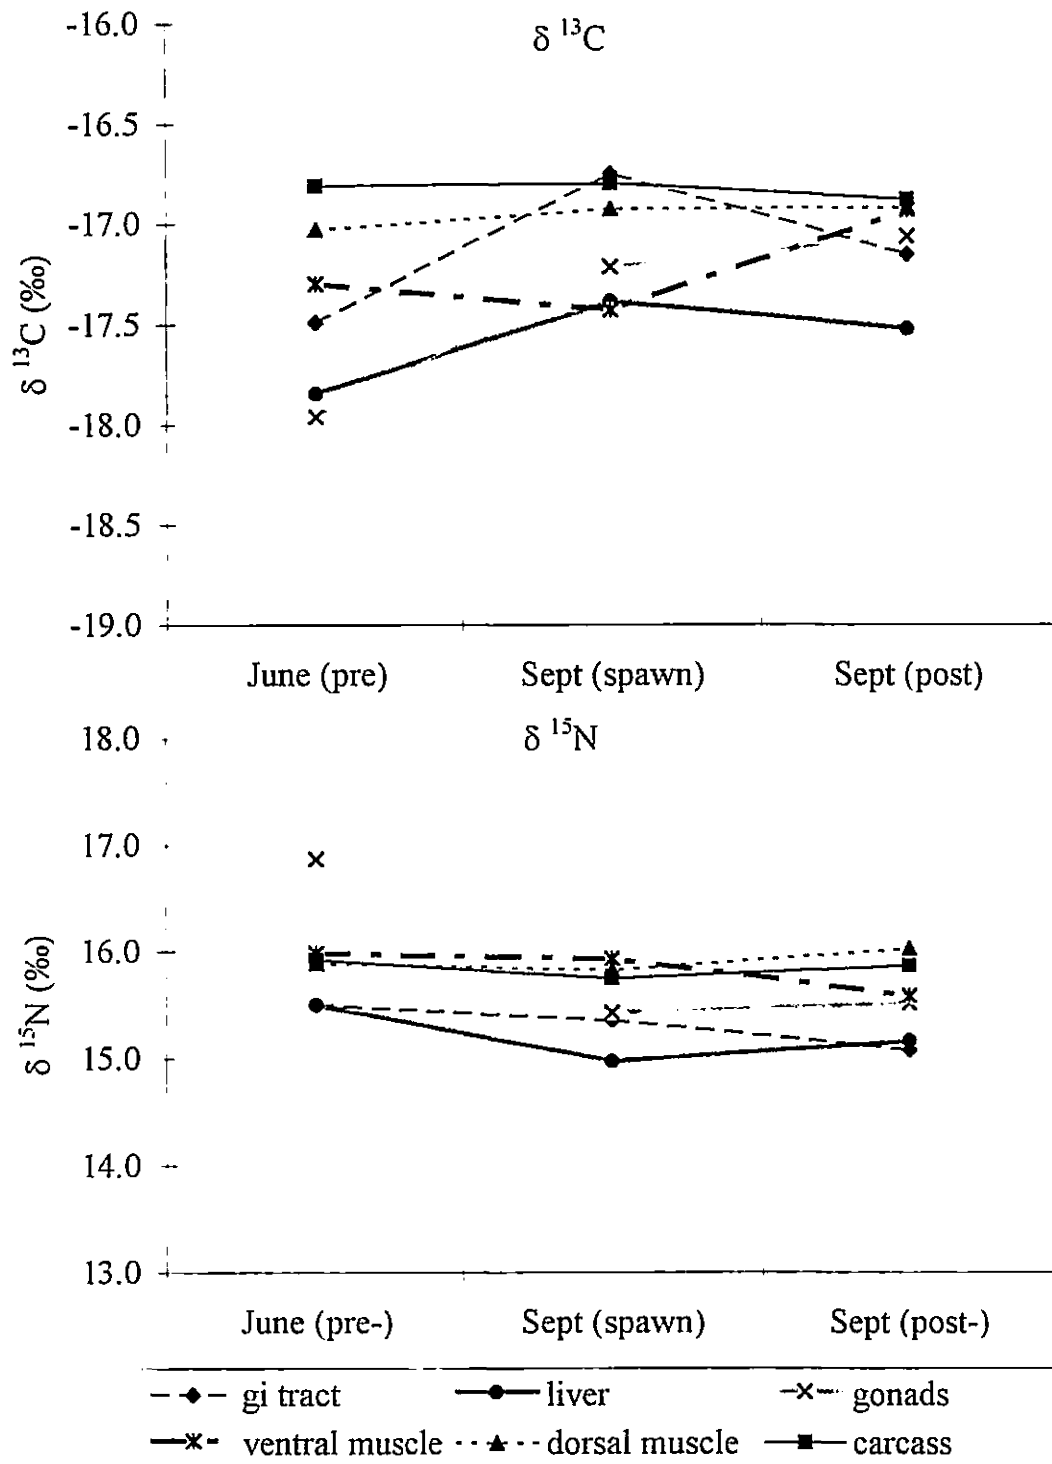 δ ¹³C
-16.0
-16.5
-17.0
-17.5
-18.0
-18.5
-19.0
δ ¹³C (‰)
June (pre) Sept (spawn) Sept (post)
δ ¹⁵N
18.0
17.0
16.0
15.0
14.0
13.0
δ ¹⁵N (‰)
June (pre-) Sept (spawn) Sept (post-)
gi tract liver gonads
ventral muscle dorsal muscle carcass